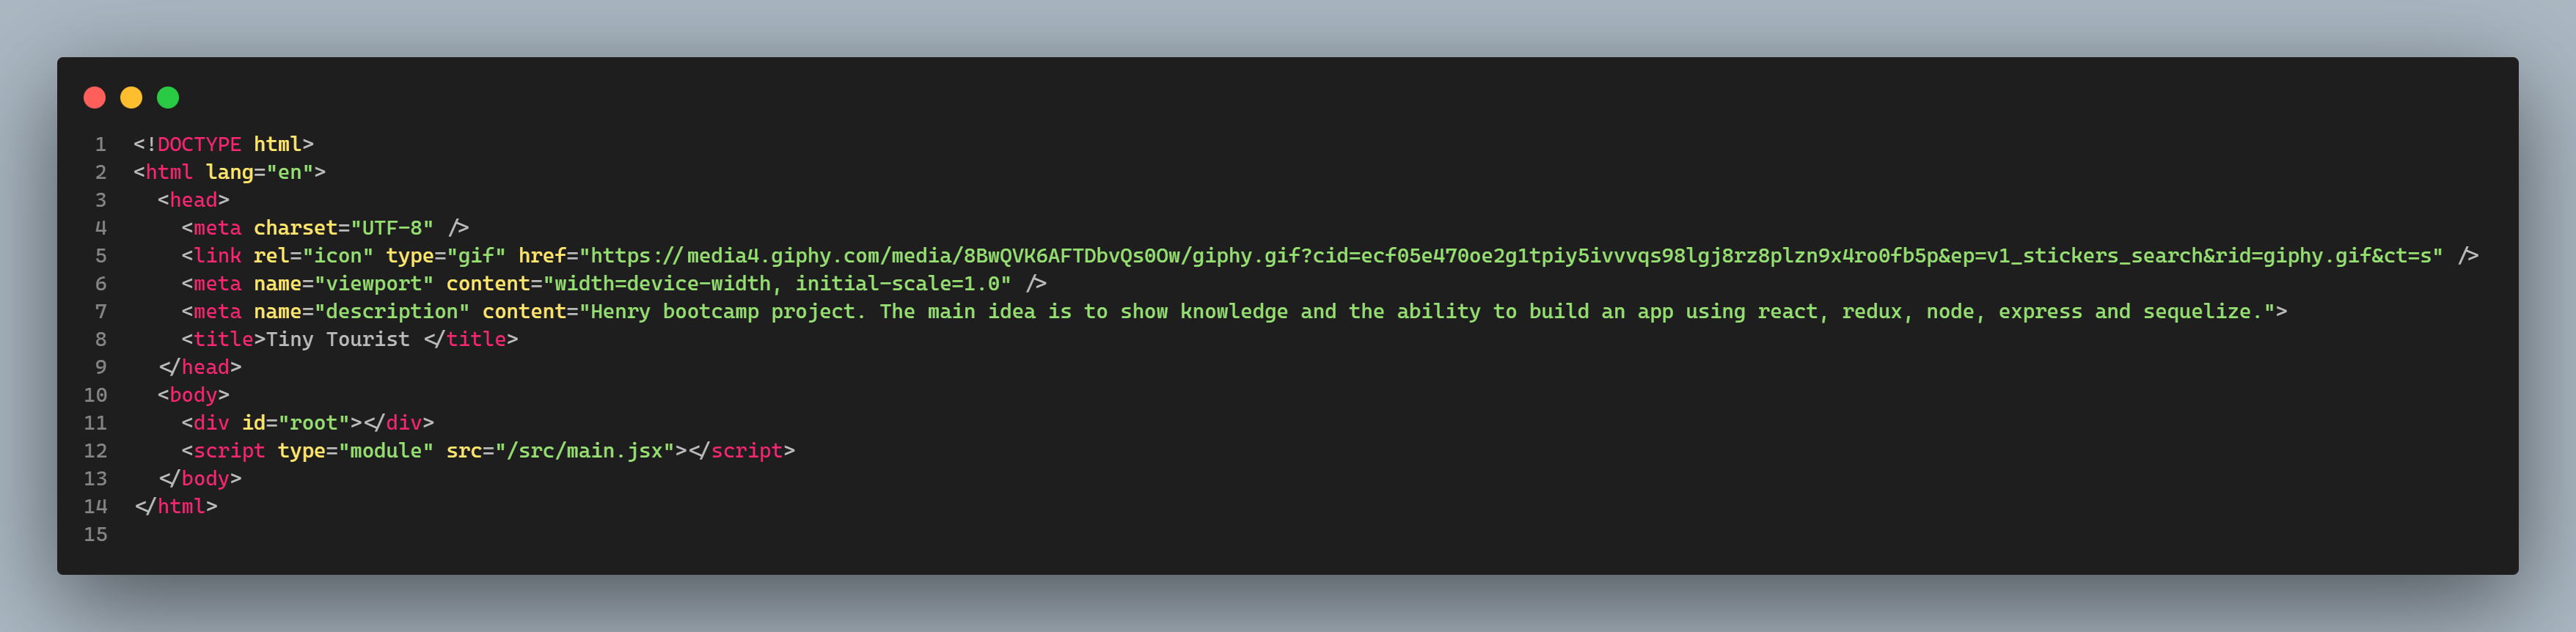 1 <!DOCTYPE html>
2 <html lang="en">
3   <head>
4     <meta charset="UTF-8" />
5     <link rel="icon" type="gif" href="https://media4.giphy.com/media/8BwQVK6AFTDbvQs0Ow/giphy.gif?cid=ecf05e470oe2g1tpiy5ivvvqs98lgj8rz8plzn9x4ro0fb5p&ep=v1_stickers_search&rid=giphy.gif&ct=s" />
6     <meta name="viewport" content="width=device-width, initial-scale=1.0" />
7     <meta name="description" content="Henry bootcamp project. The main idea is to show knowledge and the ability to build an app using react, redux, node, express and sequelize.">
8     <title>Tiny Tourist </title>
9   </head>
10   <body>
11     <div id="root"></div>
12     <script type="module" src="/src/main.jsx"></script>
13   </body>
14 </html>
15